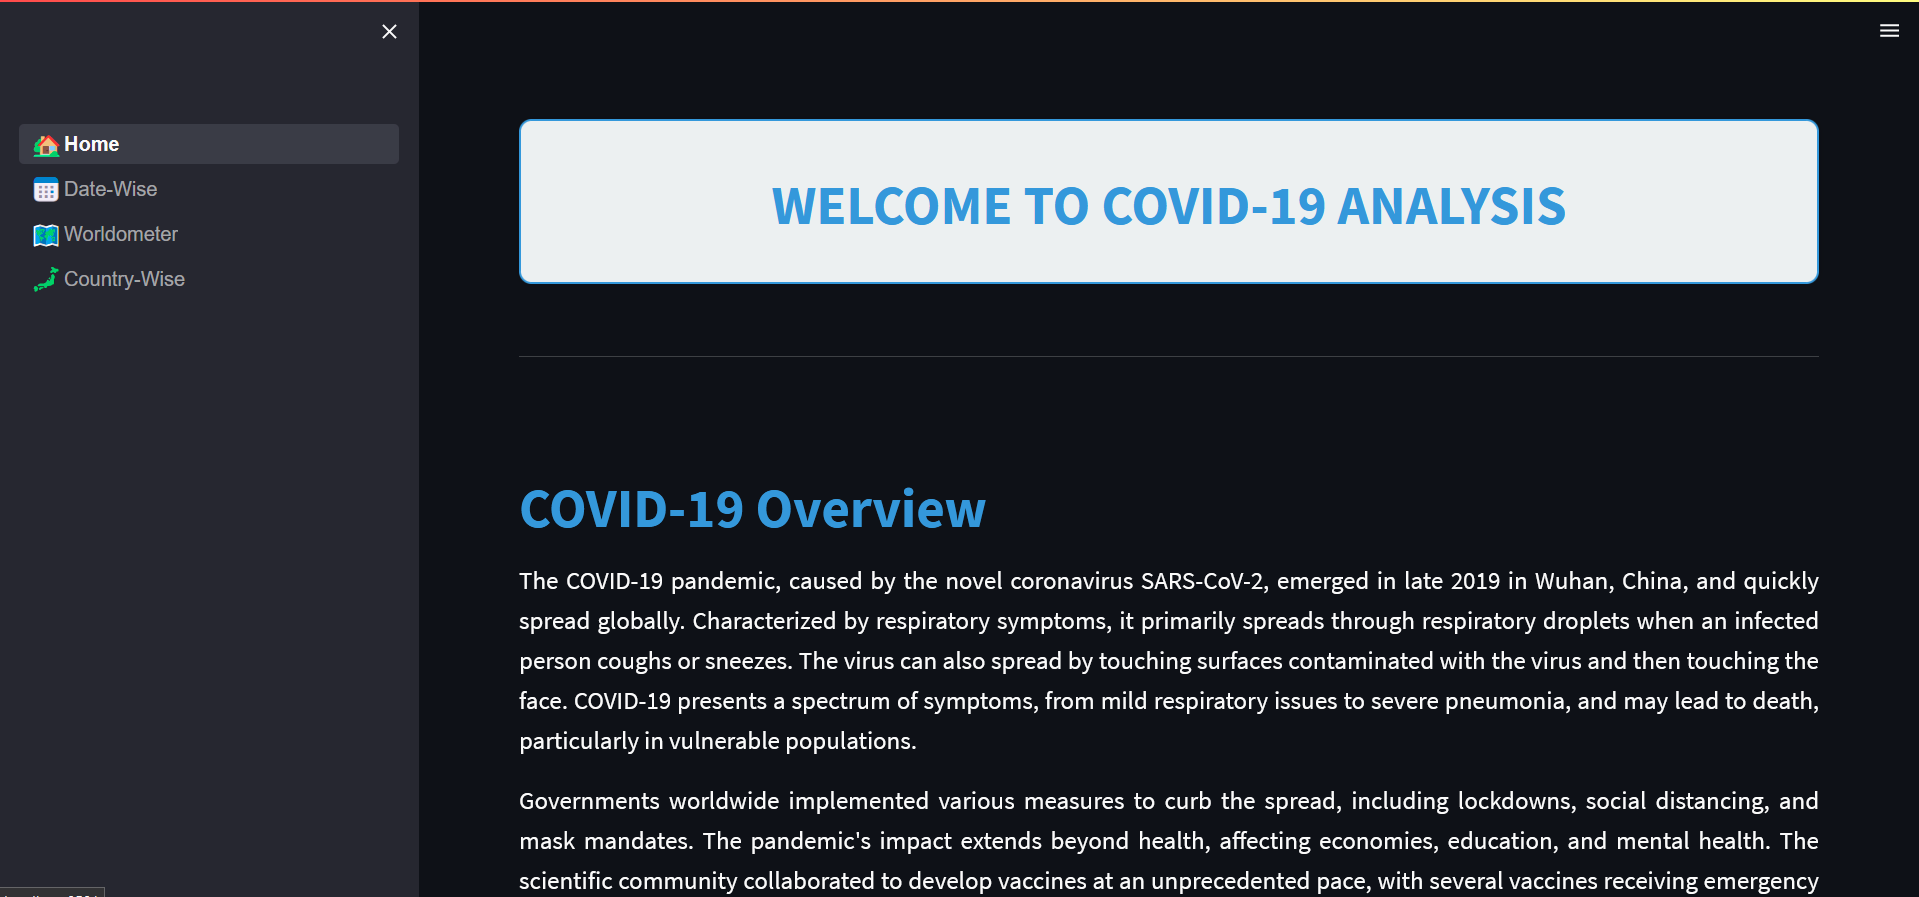 Home
Date-Wise
Worldometer
Country-Wise
WELCOME TO COVID-19 ANALYSIS
COVID-19 Overview
The COVID-19 pandemic, caused by the novel coronavirus SARS-CoV-2, emerged in late 2019 in Wuhan, China, and quickly
spread globally. Characterized by respiratory symptoms, it primarily spreads through respiratory droplets when an infected
person coughs or sneezes. The virus can also spread by touching surfaces contaminated with the virus and then touching the
face. COVID-19 presents a spectrum of symptoms, from mild respiratory issues to severe pneumonia, and may lead to death,
particularly in vulnerable populations.
Governments worldwide implemented various measures to curb the spread, including lockdowns, social distancing, and
mask mandates. The pandemic's impact extends beyond health, affecting economies, education, and mental health. The
scientific community collaborated to develop vaccines at an unprecedented pace, with several vaccines receiving emergency